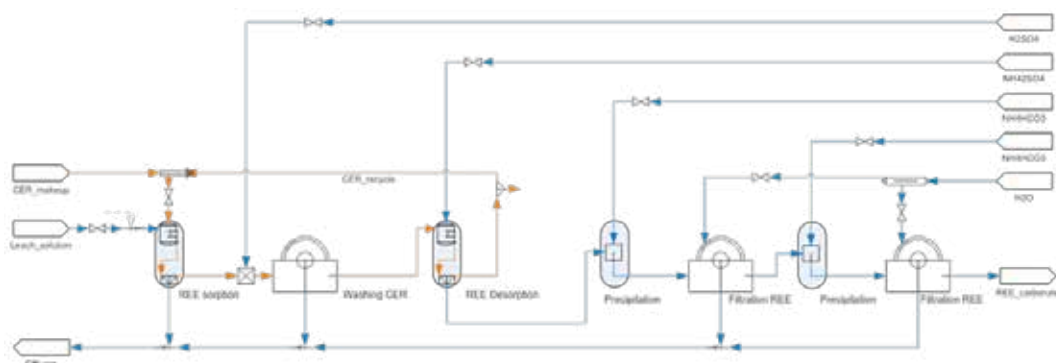 H2SO4
NH42SO4
NH4HCO3
NH4HCO3
H2O
CER_makeup
CER_recycle
Leach_solution
REE sorption
Washing CER
REE Desorption
Precipitation
Filtration REE
Precipitation
Filtration REE
REE_carbonate